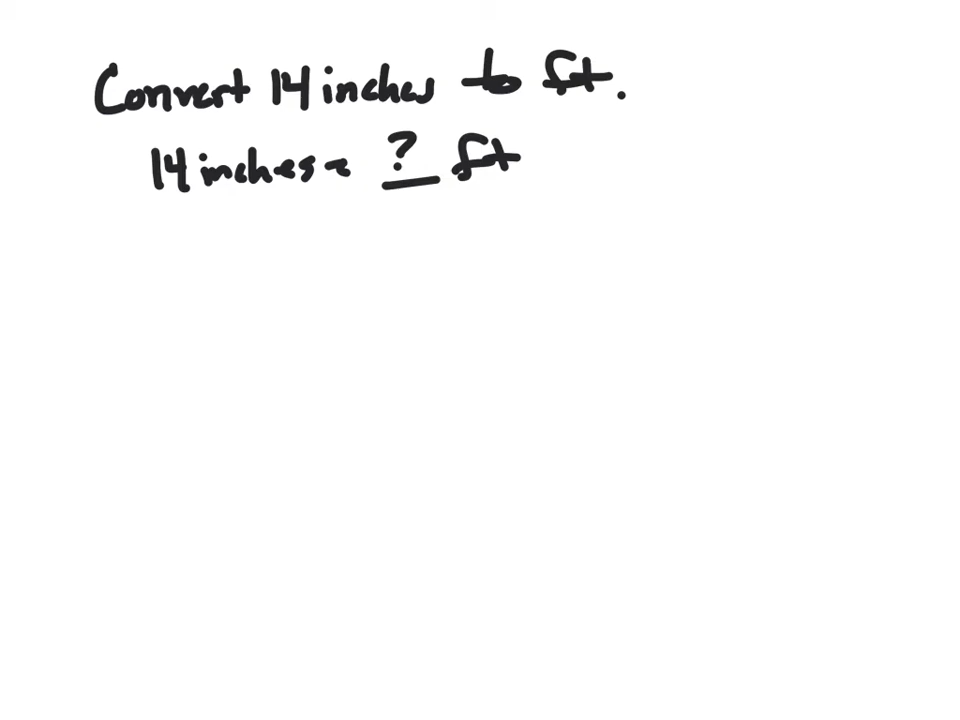 Convert 14 inches to ft.
14 inches = ? ft